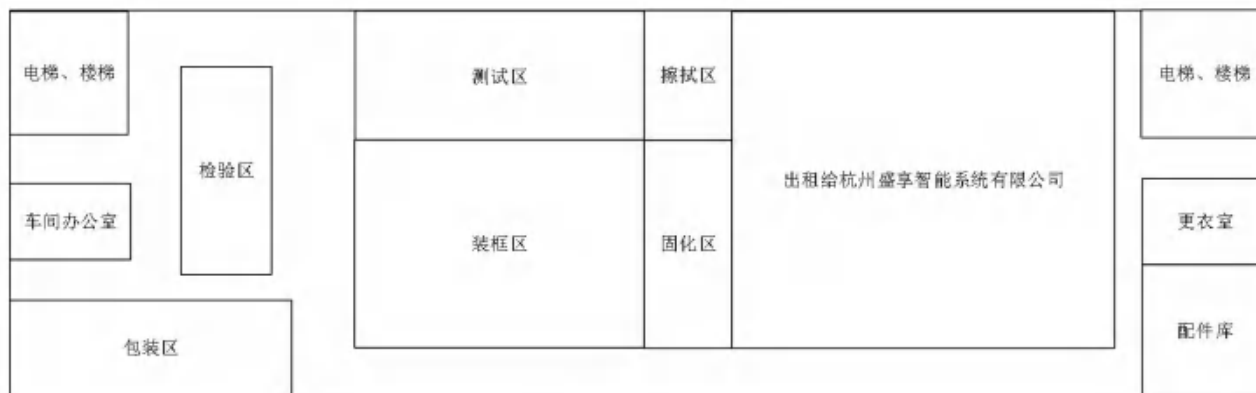 电梯、楼梯
测试区
擦拭区
电梯、楼梯
检验区
出租给杭州盛享智能系统有限公司
车间办公室
装框区
固化区
更衣室
包装区
配件库